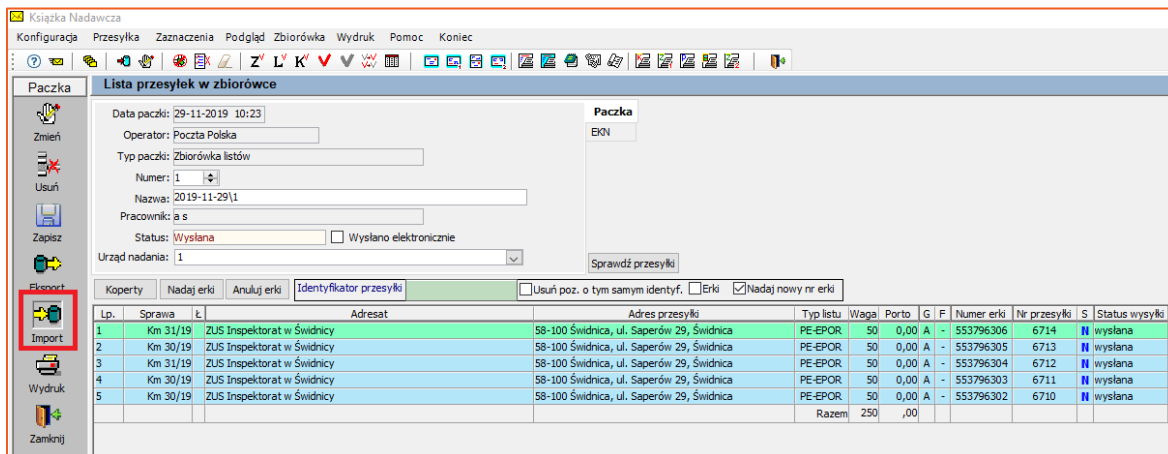 Książka Nadawcza
Konfiguracja Przesyłka Zaznaczenia Podgląd Zbiorówka Wydruk Pomoc Koniec
Paczka
Zmień
Usuń
Zapisz
Eksport
Import
Wydruk
Zamknij
Lista przesyłek w zbiorówce
Data paczki: 29-11-2019 10:23
Operator: Poczta Polska
Typ paczki: Zbiorówka listów
Numer: 1
Nazwa: 2019-11-29\1
Pracownik: a s
Status: Wysłana Wysłano elektronicznie
Urząd nadania: 1
Paczka
EKN
Sprawdź przesyłki
Koperty Nadaj erki Anuluj erki Identyfikator przesyłki Usuń poz. o tym samym identyf. Erki Nadaj nowy nr erki
Lp. Sprawa Ł Adresat Adres przesyłki Typ listu Waga Porto G F Numer erki Nr przesyłki S Status wysyłki
1 Km 31/19 ZUS Inspektorat w Świdnicy 58-100 Świdnica, ul. Saperów 29, Świdnica PE-EPOR 50 0,00 A - 553796306 6714 N wysłana
2 Km 30/19 ZUS Inspektorat w Świdnicy 58-100 Świdnica, ul. Saperów 29, Świdnica PE-EPOR 50 0,00 A - 553796305 6713 N wysłana
3 Km 31/19 ZUS Inspektorat w Świdnicy 58-100 Świdnica, ul. Saperów 29, Świdnica PE-EPOR 50 0,00 A - 553796304 6712 N wysłana
4 Km 30/19 ZUS Inspektorat w Świdnicy 58-100 Świdnica, ul. Saperów 29, Świdnica PE-EPOR 50 0,00 A - 553796303 6711 N wysłana
5 Km 30/19 ZUS Inspektorat w Świdnicy 58-100 Świdnica, ul. Saperów 29, Świdnica PE-EPOR 50 0,00 A - 553796302 6710 N wysłana
Razem 250 ,00